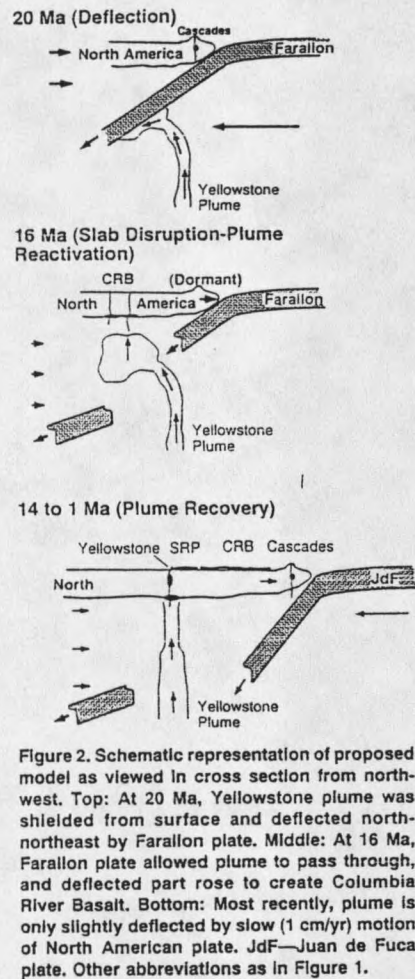 20 Ma (Deflection)
Cascades
North America
Farallon
Yellowstone
Plume
16 Ma (Slab Disruption-Plume
Reactivation)
CRB (Dormant)
North America Farallon
Yellowstone
Plume
14 to 1 Ma (Plume Recovery)
Yellowstone SRP CRB Cascades
North JdF
Yellowstone
Plume
Figure 2. Schematic representation of proposed
model as viewed in cross section from north-
west. Top: At 20 Ma, Yellowstone plume was
shielded from surface and deflected north-
northeast by Farallon plate. Middle: At 16 Ma,
Farallon plate allowed plume to pass through,
and deflected part rose to create Columbia
River Basalt. Bottom: Most recently, plume is
only slightly deflected by slow (1 cm/yr) motion
of North American plate. JdF—Juan de Fuca
plate. Other abbreviations as in Figure 1.